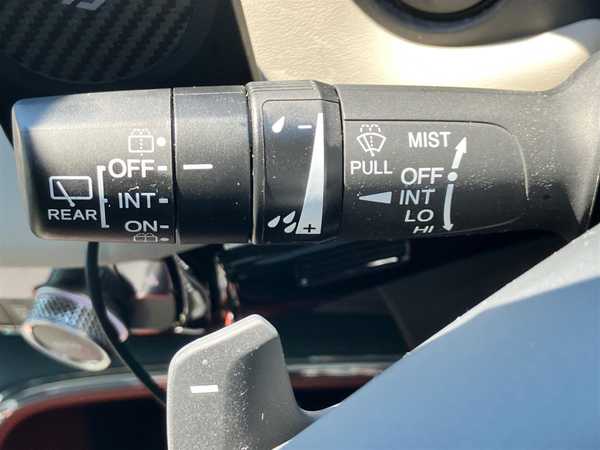 OFF
INT
ON
REAR
−
+
PULL
MIST
OFF
INT
LO
HI
−